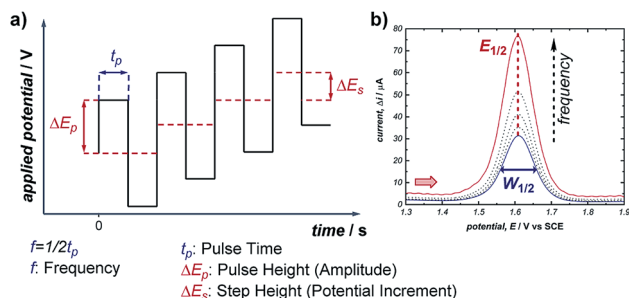 a)
applied potential / V
t_p
ΔE_p
ΔE_s
0
time / s
f=1/2t_p
f: Frequency
t_p: Pulse Time
ΔE_p: Pulse Height (Amplitude)
ΔE_s: Step Height (Potential Increment)
b)
current, Δi / μA
80
70
60
50
40
30
20
10
0
E_1/2
frequency
W_1/2
1.3 1.4 1.5 1.6 1.7 1.8 1.9
potential, E / V vs SCE